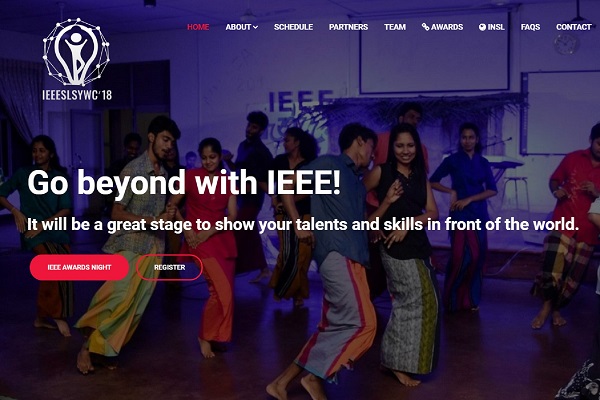 HOME ABOUT SCHEDULE PARTNERS TEAM AWARDS INSL FAQS CONTACT
IEEESLSYWC'18
IEEE
Go beyond with IEEE!
It will be a great stage to show your talents and skills in front of the world.
IEEE AWARDS NIGHT REGISTER